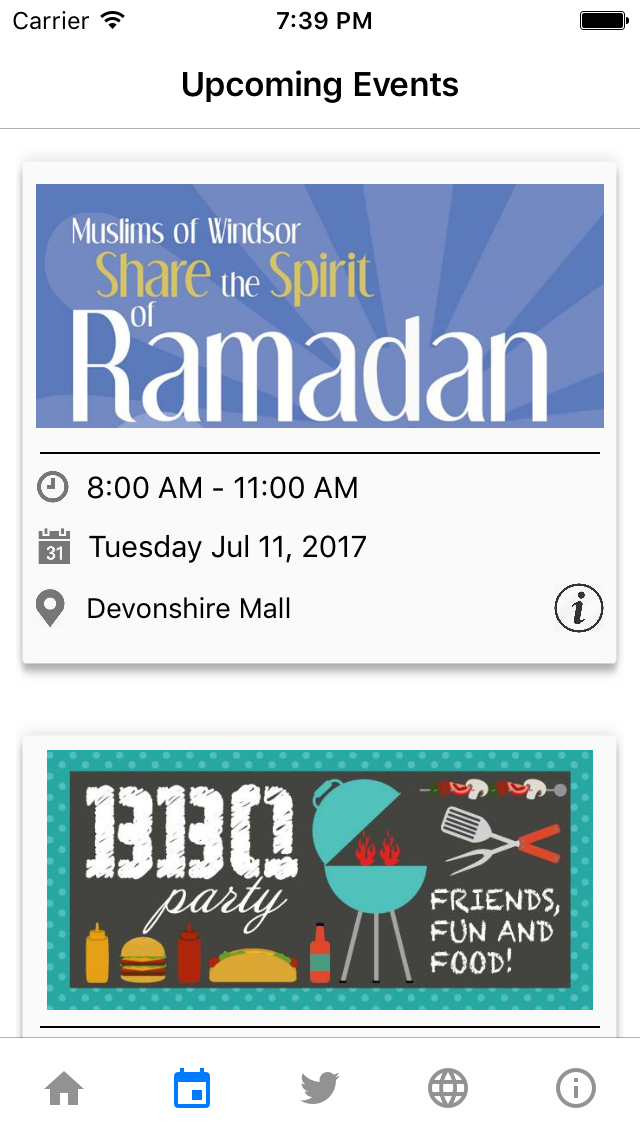 Carrier 7:39 PM
Upcoming Events
Muslims of Windsor
Share the Spirit
of
Ramadan
8:00 AM - 11:00 AM
31 Tuesday Jul 11, 2017
Devonshire Mall
BBQ
party
FRIENDS,
FUN AND
FOOD!